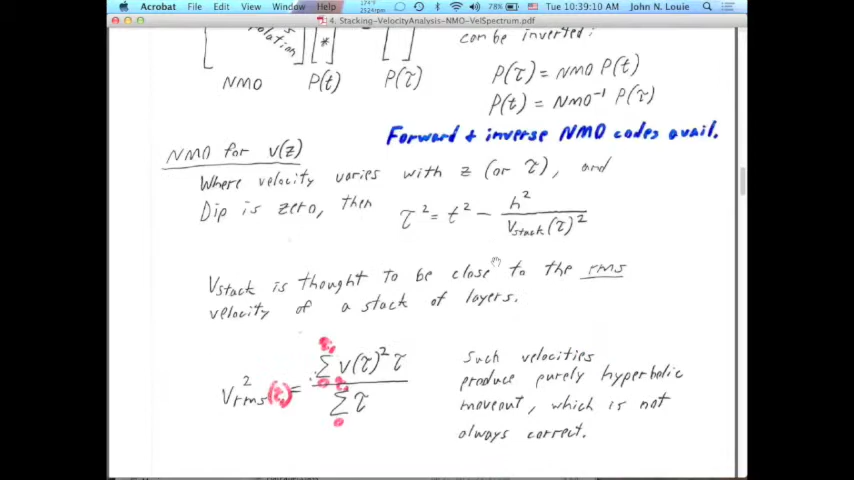 Acrobat File Edit View Window Help 78% Wed 10:39:10 AM John N. Louie
4. Stacking-VelocityAnalysis-NMO-VelSpectrum.pdf
can be inverted:
NMO P(t) P(τ)
P(τ) = NMO P(t)
P(t) = NMO⁻¹ P(τ)
Forward + inverse NMO codes avail.
NMO for v(z)
Where velocity varies with z (or τ), and
Dip is zero, then τ² = t² - h² / Vstack(τ)²
Vstack is thought to be close to the rms
velocity of a stack of layers.
V²rms = Σ v(τ)² τ / Σ τ
Such velocities
produce purely hyperbolic
moveout, which is not
always correct.